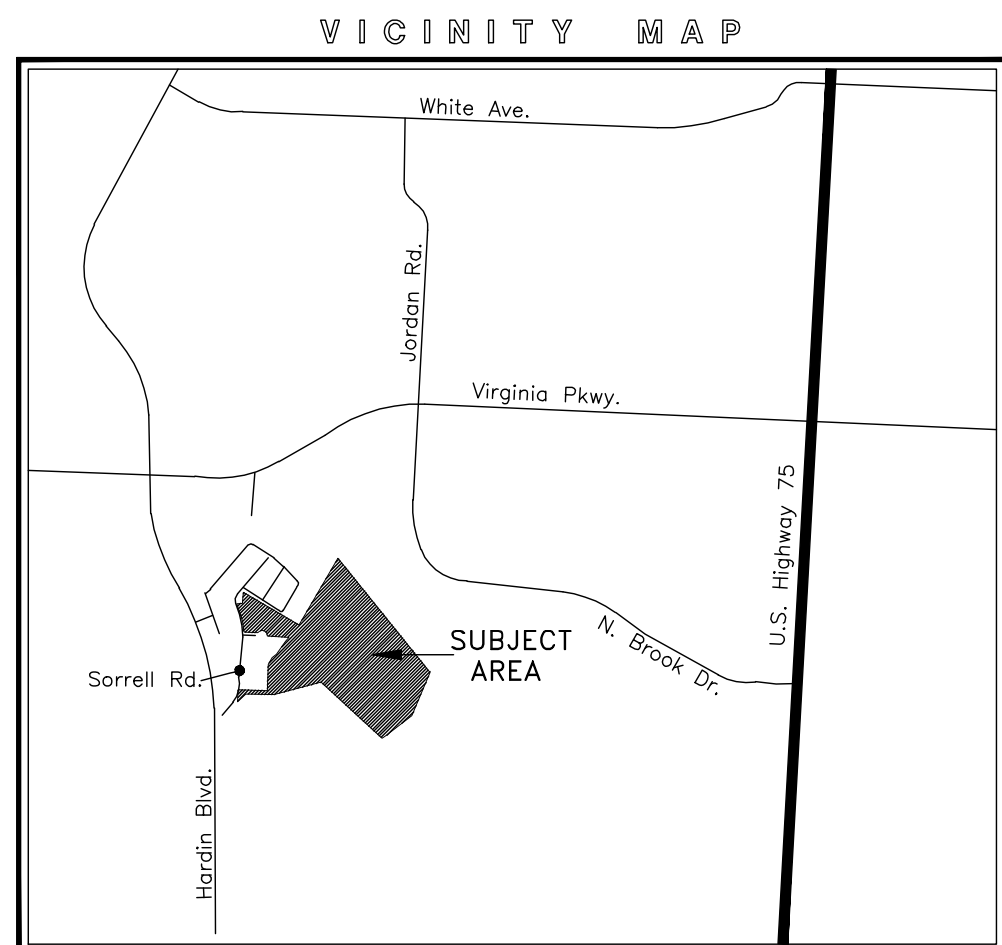 VICINITY MAP
White Ave.
Jordan Rd.
Virginia Pkwy.
U.S. Highway 75
N. Brook Dr.
SUBJECT
AREA
Sorrell Rd.
Hardin Blvd.